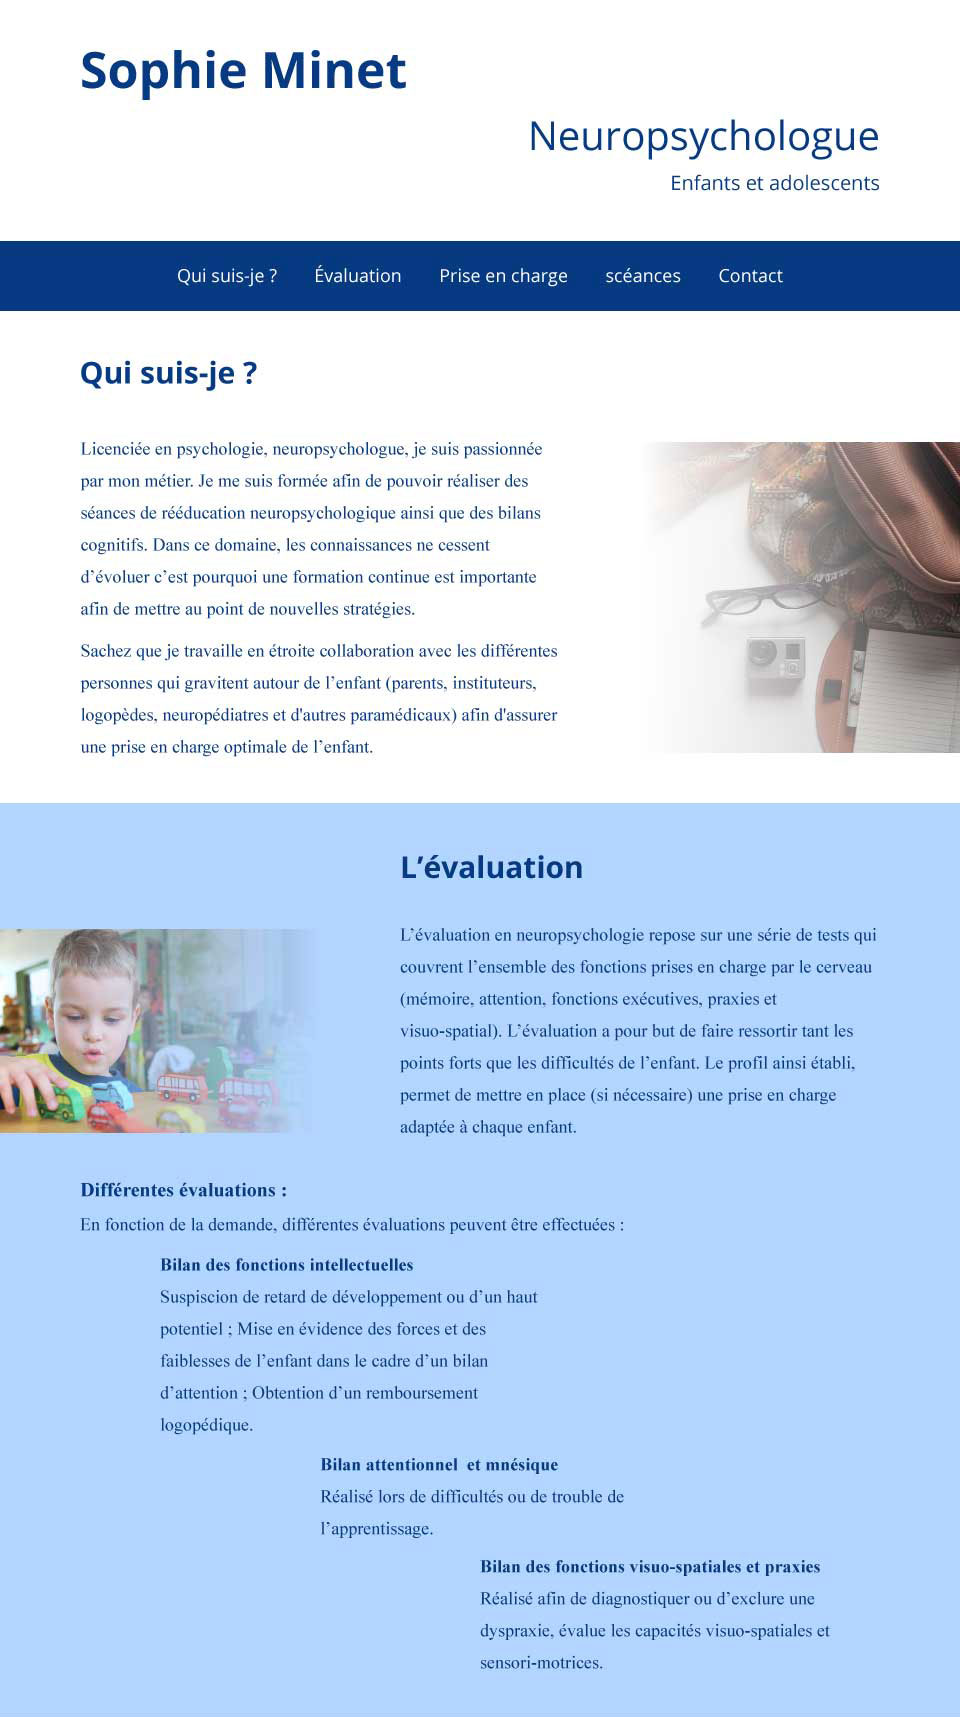 Sophie Minet
Neuropsychologue
Enfants et adolescents
Qui suis-je ? Évaluation Prise en charge scéances Contact
Qui suis-je ?
Licenciée en psychologie, neuropsychologue, je suis passionnée
par mon métier. Je me suis formée afin de pouvoir réaliser des
séances de rééducation neuropsychologique ainsi que des bilans
cognitifs. Dans ce domaine, les connaissances ne cessent
d’évoluer c’est pourquoi une formation continue est importante
afin de mettre au point de nouvelles stratégies.
Sachez que je travaille en étroite collaboration avec les différentes
personnes qui gravitent autour de l’enfant (parents, instituteurs,
logopèdes, neuropédiatres et d'autres paramédicaux) afin d'assurer
une prise en charge optimale de l’enfant.
L’évaluation
L’évaluation en neuropsychologie repose sur une série de tests qui
couvrent l’ensemble des fonctions prises en charge par le cerveau
(mémoire, attention, fonctions exécutives, praxies et
visuo-spatial). L’évaluation a pour but de faire ressortir tant les
points forts que les difficultés de l’enfant. Le profil ainsi établi,
permet de mettre en place (si nécessaire) une prise en charge
adaptée à chaque enfant.
Différentes évaluations :
En fonction de la demande, différentes évaluations peuvent être effectuées :
Bilan des fonctions intellectuelles
Suspiscion de retard de développement ou d’un haut
potentiel ; Mise en évidence des forces et des
faiblesses de l’enfant dans le cadre d’un bilan
d’attention ; Obtention d’un remboursement
logopédique.
Bilan attentionnel  et mnésique
Réalisé lors de difficultés ou de trouble de
l’apprentissage.
Bilan des fonctions visuo-spatiales et praxies
Réalisé afin de diagnostiquer ou d’exclure une
dyspraxie, évalue les capacités visuo-spatiales et
sensori-motrices.